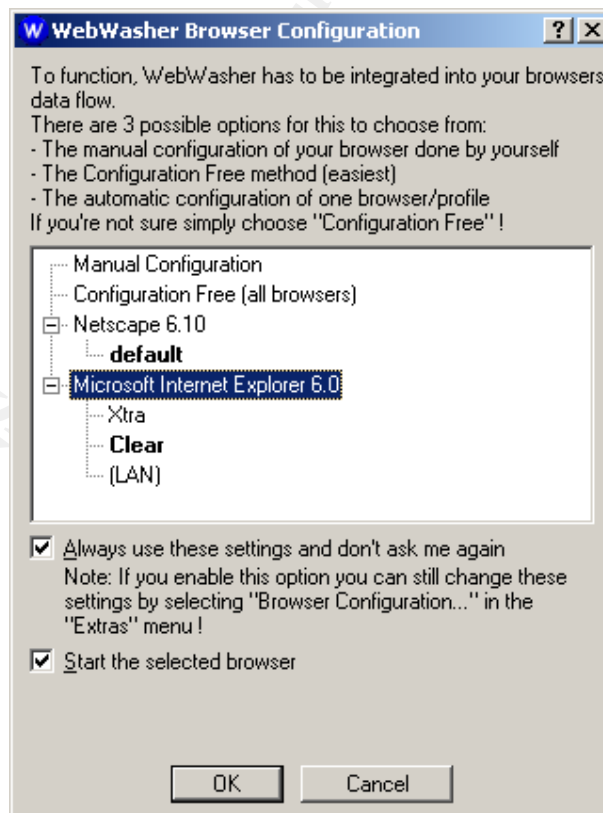 WebWasher Browser Configuration
To function, WebWasher has to be integrated into your browsers
data flow.
There are 3 possible options for this to choose from:
- The manual configuration of your browser done by yourself
- The Configuration Free method (easiest)
- The automatic configuration of one browser/profile
If you're not sure simply choose "Configuration Free" !
Manual Configuration
Configuration Free (all browsers)
Netscape 6.10
default
Microsoft Internet Explorer 6.0
Xtra
Clear
(LAN)
Always use these settings and don't ask me again
Note: If you enable this option you can still change these
settings by selecting "Browser Configuration..." in the
"Extras" menu !
Start the selected browser
OK Cancel